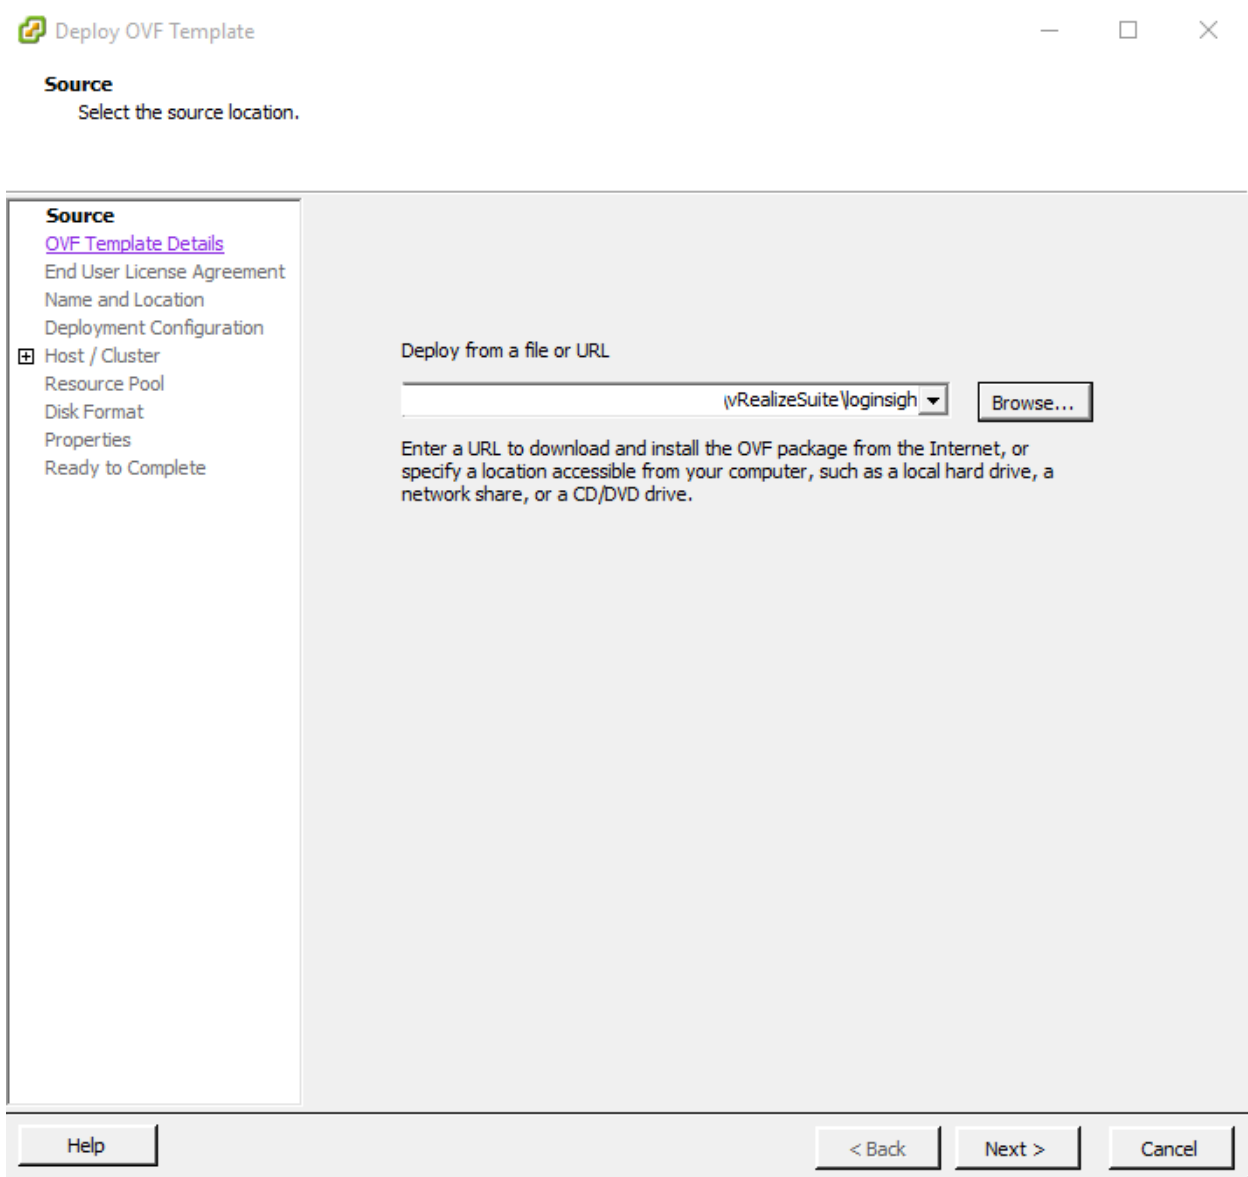 Deploy OVF Template
Source
Select the source location.
Source
OVF Template Details
End User License Agreement
Name and Location
Deployment Configuration
Host / Cluster
Resource Pool
Disk Format
Properties
Ready to Complete
Deploy from a file or URL
\vRealizeSuite\loginsigh
Browse...
Enter a URL to download and install the OVF package from the Internet, or
specify a location accessible from your computer, such as a local hard drive, a
network share, or a CD/DVD drive.
Help
< Back
Next >
Cancel